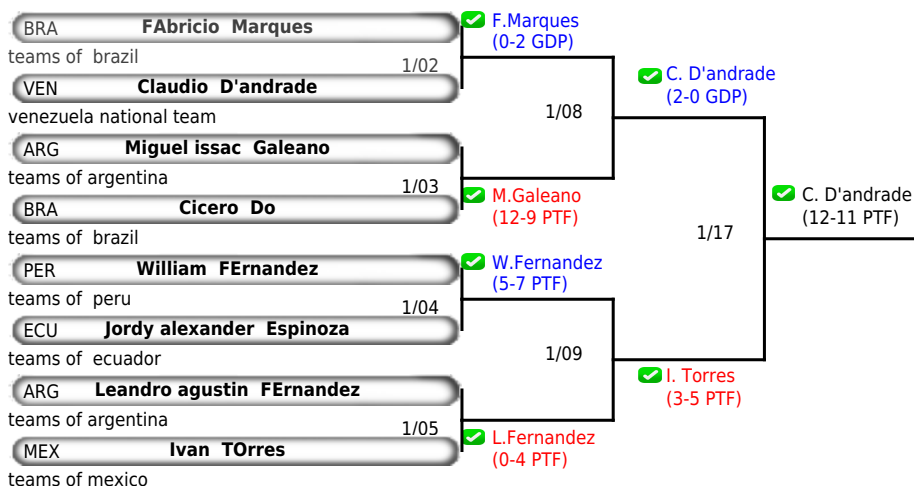 BRA FAbricio Marques
teams of brazil
1/02
VEN Claudio D'andrade
venezuela national team
ARG Miguel issac Galeano
teams of argentina
1/03
BRA Cicero Do
teams of brazil
PER William FErnandez
teams of peru
1/04
ECU Jordy alexander Espinoza
teams of ecuador
ARG Leandro agustin FErnandez
teams of argentina
1/05
MEX Ivan TOrres
teams of mexico
F.Marques
(0-2 GDP)
1/08
M.Galeano
(12-9 PTF)
W.Fernandez
(5-7 PTF)
1/09
L.Fernandez
(0-4 PTF)
C. D'andrade
(2-0 GDP)
1/17
I. Torres
(3-5 PTF)
C. D'andrade
(12-11 PTF)